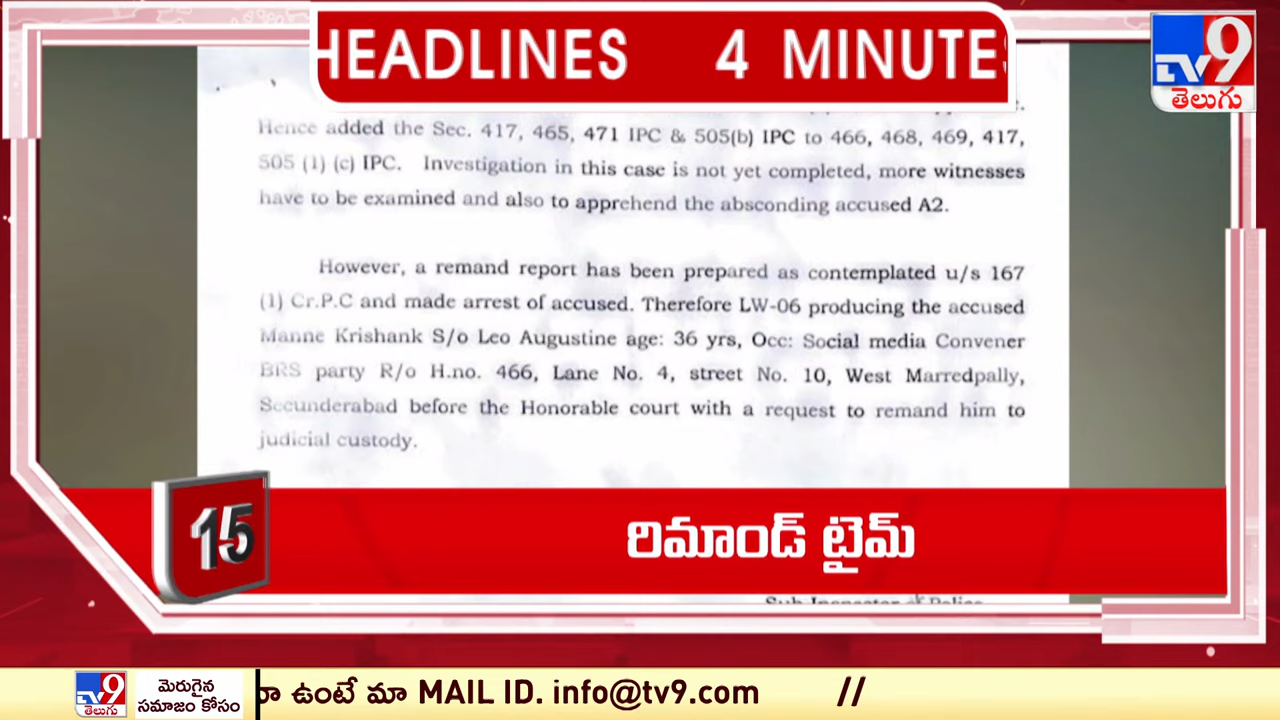 HEADLINES 4 MINUTES
TV9
తెలుగు
Hence added the Sec. 417, 465, 471 IPC & 505(b) IPC to 466, 468, 469, 417,
505 (1) (c) IPC. Investigation in this case is not yet completed, more witnesses
have to be examined and also to apprehend the absconding accused A2.
However, a remand report has been prepared as contemplated u/s 167
(1) Cr.P.C and made arrest of accused. Therefore LW-06 producing the accused
Manne Krishank S/o Leo Augustine age: 36 yrs, Occ: Social media Convener
BRS party R/o H.no. 466, Lane No. 4, street No. 10, West Marredpally,
Secunderabad before the Honorable court with a request to remand him to
judicial custody.
15
రిమాండ్ టైమ్
Sub Inspector of Police
TV9
తెలుగు
మెరుగైన
సమాజం కోసం
ఉంటే మా MAIL ID. info@tv9.com //